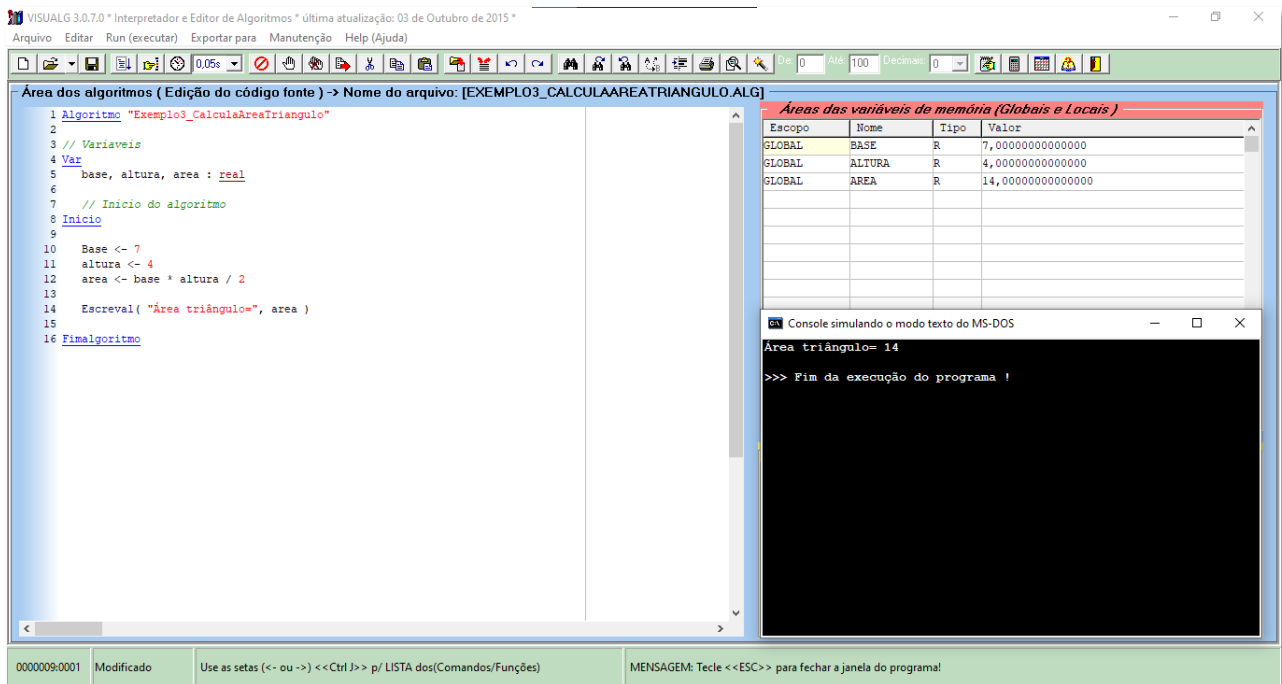 VISUALG 3.0.7.0 * Interpretador e Editor de Algoritmos * última atualização: 03 de Outubro de 2015 *
Arquivo Editar Run (executar) Exportar para Manutenção Help (Ajuda)
0,05s De: 0 Até: 100 Decimais: 0
Área dos algoritmos ( Edição do código fonte ) -> Nome do arquivo: [EXEMPLO3_CALCULAAREATRIANGULO.ALG]
1 Algoritmo "Exemplo3_CalculaAreaTriangulo"
2
3 // Variaveis
4 Var
5 base, altura, area : real
6
7 // Inicio do algoritmo
8 Inicio
9
10 Base <- 7
11 altura <- 4
12 area <- base * altura / 2
13
14 Escreval( "Área triângulo=", area )
15
16 Fimalgoritmo
Áreas das variáveis de memória (Globais e Locais )
Escopo Nome Tipo Valor
GLOBAL BASE R 7,00000000000000
GLOBAL ALTURA R 4,00000000000000
GLOBAL AREA R 14,00000000000000
Console simulando o modo texto do MS-DOS
Área triângulo= 14
>>> Fim da execução do programa !
0000009:0001 Modificado Use as setas (<- ou ->) <<Ctrl J>> p/ LISTA dos(Comandos/Funções) MENSAGEM: Tecle <<ESC>> para fechar a janela do programa!